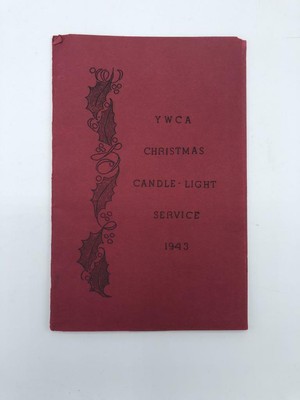 YWCA
CHRISTMAS
CANDLE-LIGHT
SERVICE
1943